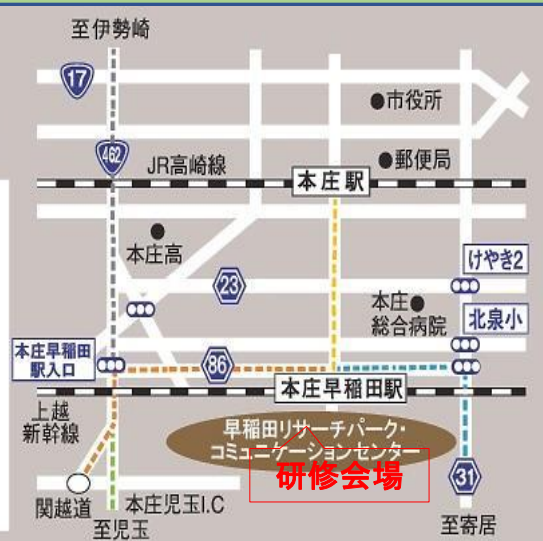 至伊勢崎
17
●市役所
462
JR高崎線
●郵便局
本庄駅
本庄高
けやき2
23
本庄●
総合病院
北泉小
本庄早稲田
駅入口
86
本庄早稲田駅
上越
新幹線
早稲田リサーチパーク・
コミュニケーションセンター
研修会場
31
関越道
本庄児玉I.C
至児玉
至寄居